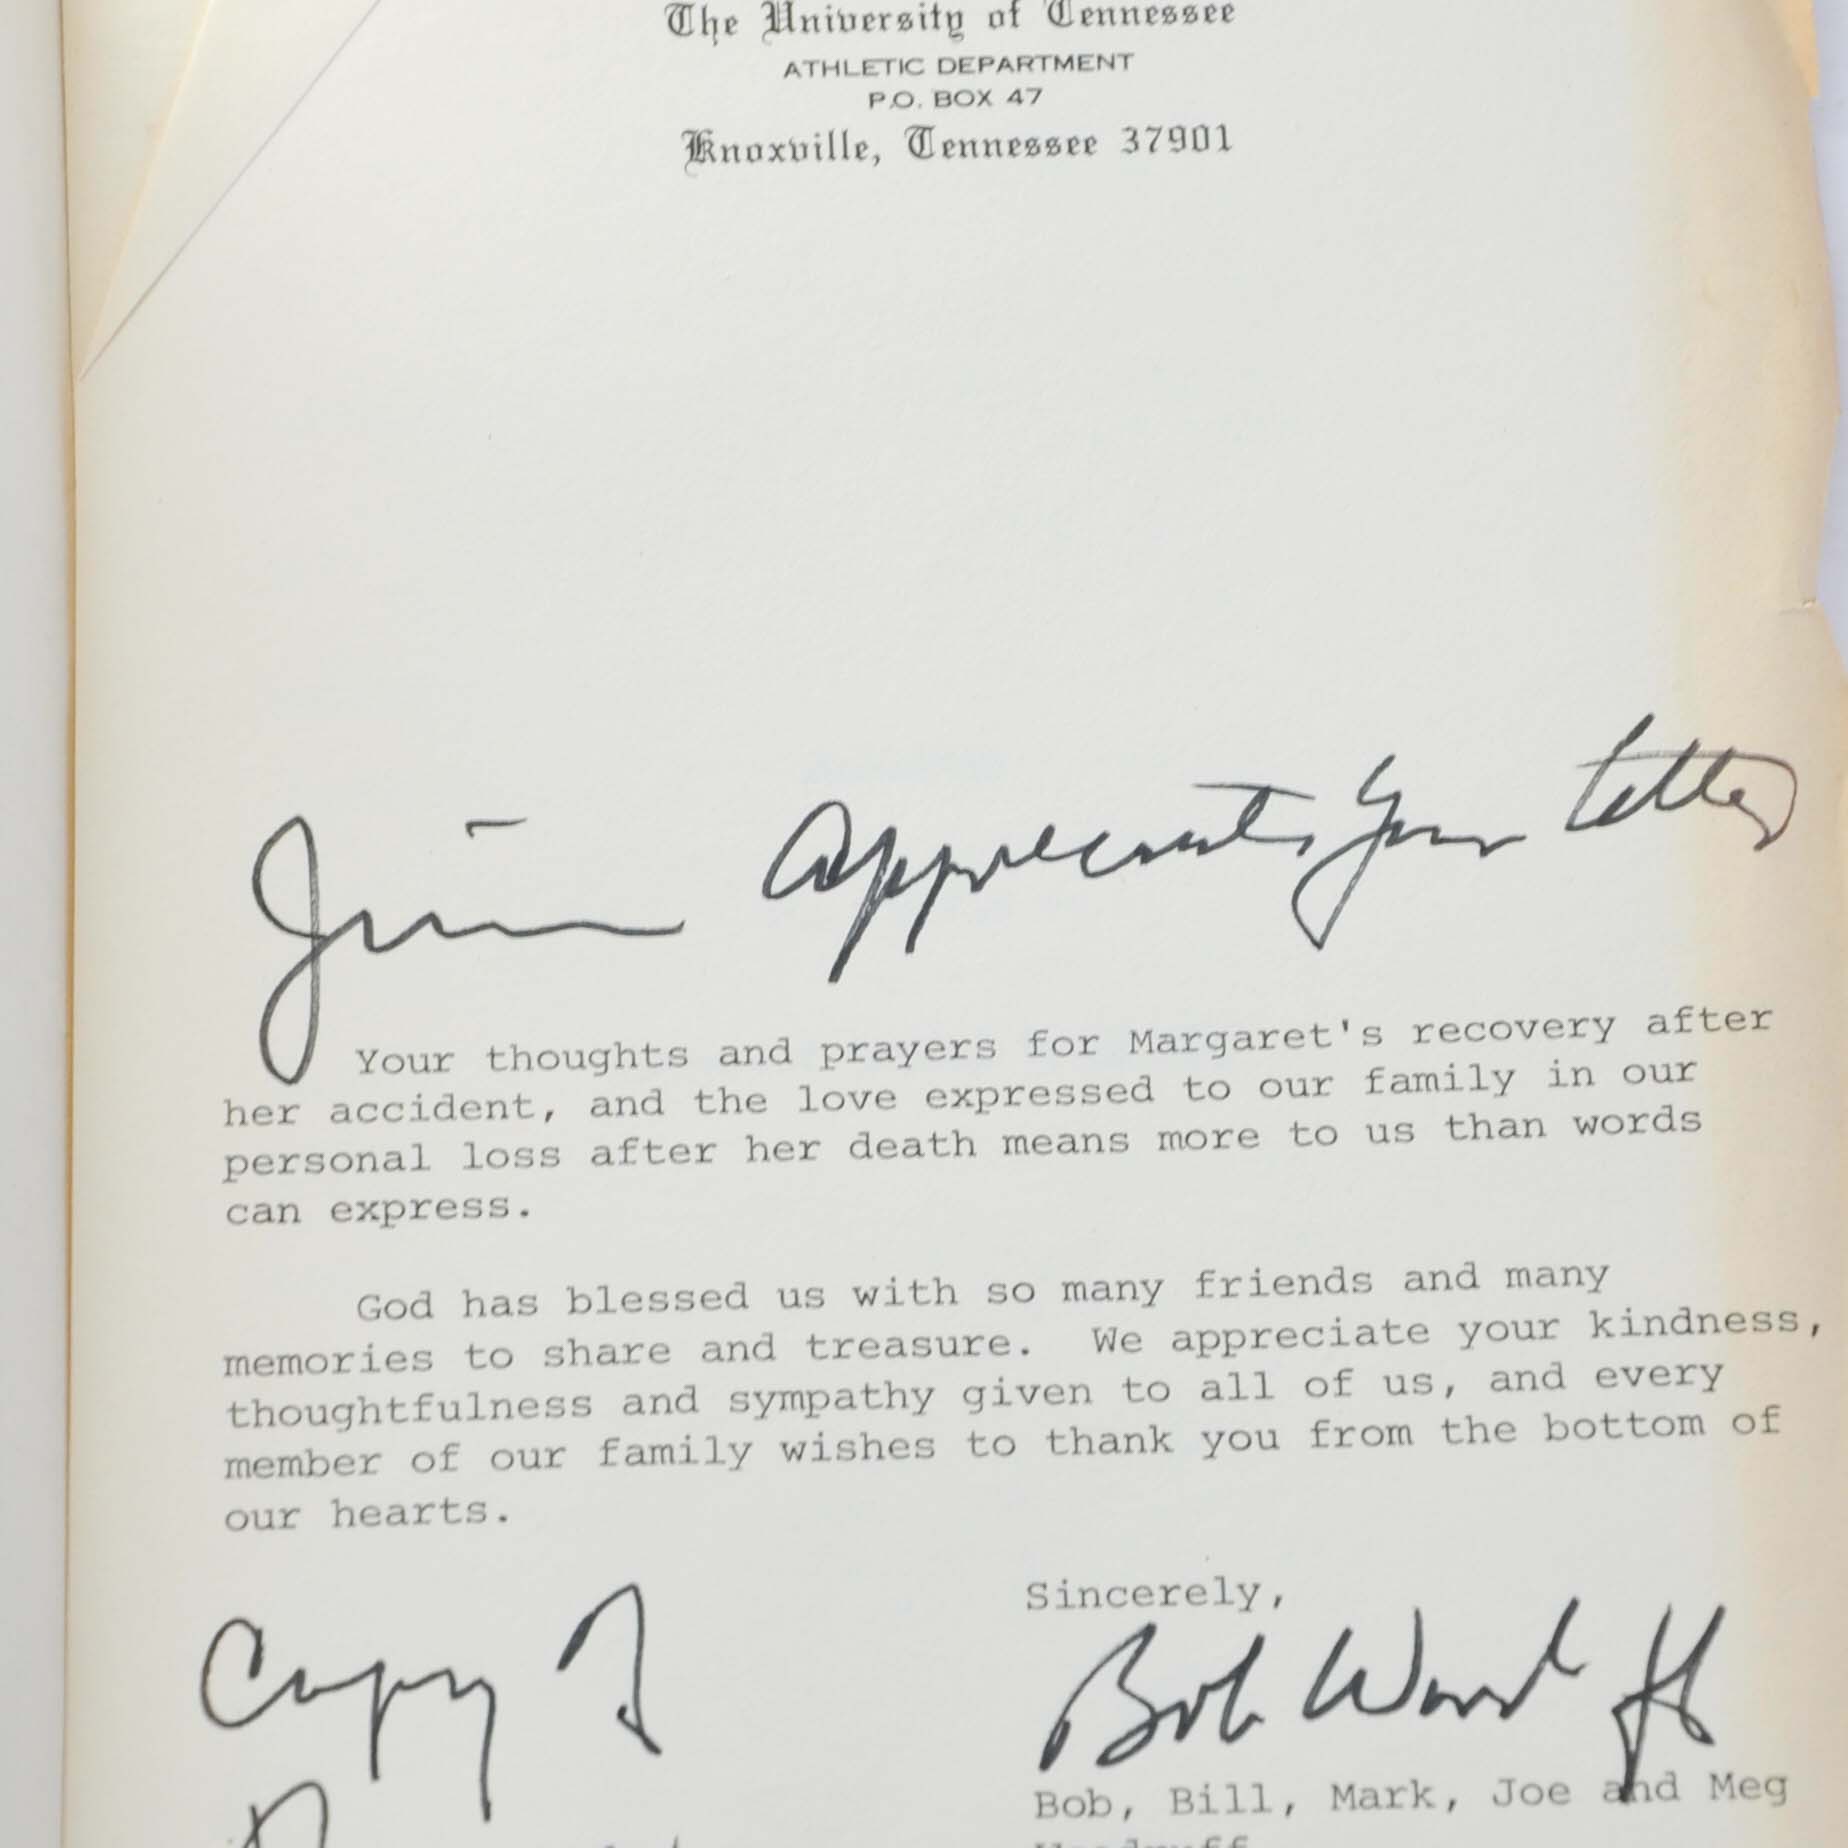 The University of Tennessee
ATHLETIC DEPARTMENT
P.O. BOX 47
Knoxville, Tennessee 37901
Jim Appreciate your letter
Your thoughts and prayers for Margaret's recovery after
her accident, and the love expressed to our family in our
personal loss after her death means more to us than words
can express.
God has blessed us with so many friends and many
memories to share and treasure. We appreciate your kindness,
thoughtfulness and sympathy given to all of us, and every
member of our family wishes to thank you from the bottom of
our hearts.
Sincerely,
Copy
Bob Woodruff
Bob, Bill, Mark, Joe and Meg
Woodruff